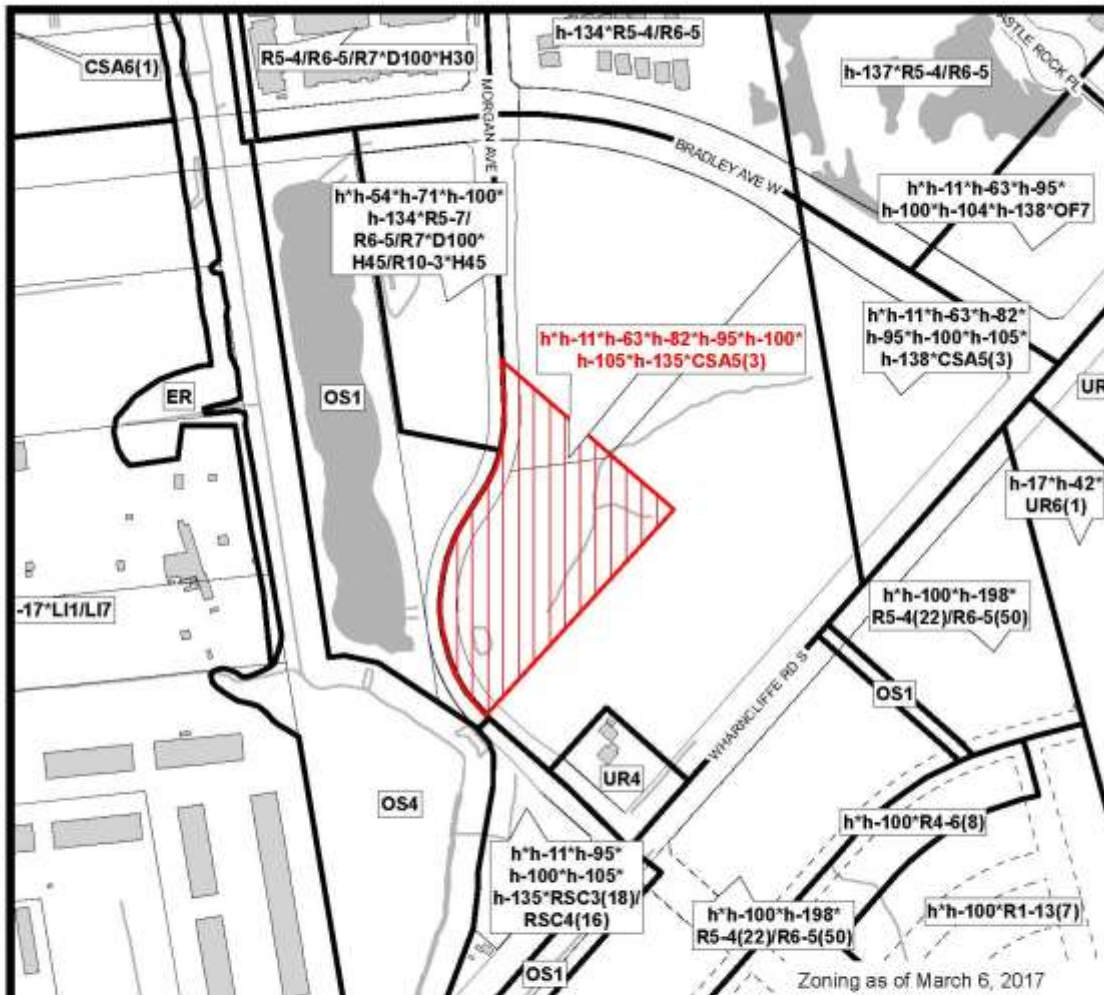 CSA6(1)
R5-4/R6-5/R7*D100*H30
MORGAN AVE
h-134*R5-4/R6-5
h-137*R5-4/R6-5
ASTLE ROCK PL
BRADLEY AVE W
h*h-54*h-71*h-100*
h-134*R5-7/
R6-5/R7*D100*
H45/R10-3*H45
h*h-11*h-63*h-95*
h-100*h-104*h-138*OF7
h*h-11*h-63*h-82*h-95*h-100*
h-105*h-135*CSA5(3)
h*h-11*h-63*h-82*
h-95*h-100*h-105*
h-138*CSA5(3)
ER
OS1
UR
h-17*h-42*
UR6(1)
-17*LI1/LI7
h*h-100*h-198*
R5-4(22)/R6-5(50)
WHARNCLIFFE RD S
OS1
UR4
OS4
h*h-100*R4-6(8)
h*h-11*h-95*
h-100*h-105*
h-135*RSC3(18)/
RSC4(16)
h*h-100*h-198*
R5-4(22)/R6-5(50)
h*h-100*R1-13(7)
OS1
Zoning as of March 6, 2017